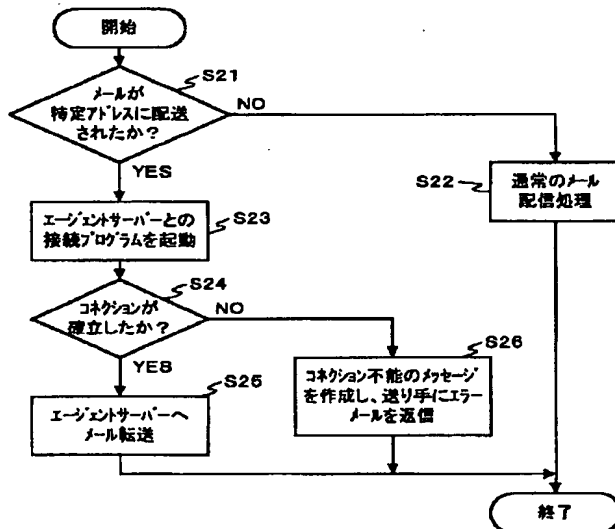 開始
S21
メールが
特定アドレスに配送
されたか?
NO
YES
S22
通常のメール
配信処理
S23
エージェントサーバーとの
接続プログラムを起動
S24
コネクションが
確立したか?
NO
YES
S25
エージェントサーバーへ
メール転送
S26
コネクション不能のメッセージ
を作成し、送り手にエラー
メールを返信
終了